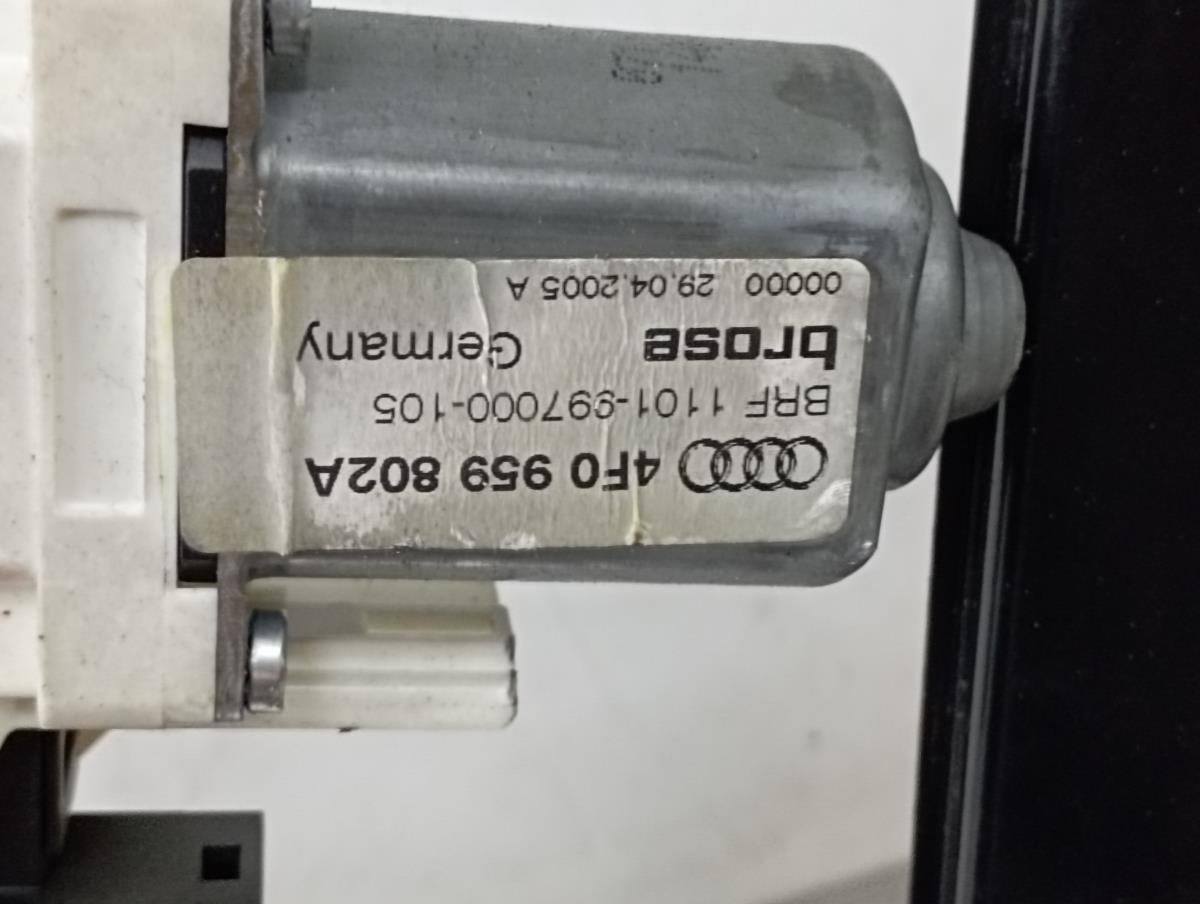 4F0 959 802A
BRF 1101-997000-105
brose Germany
00000 29.04.2005 A